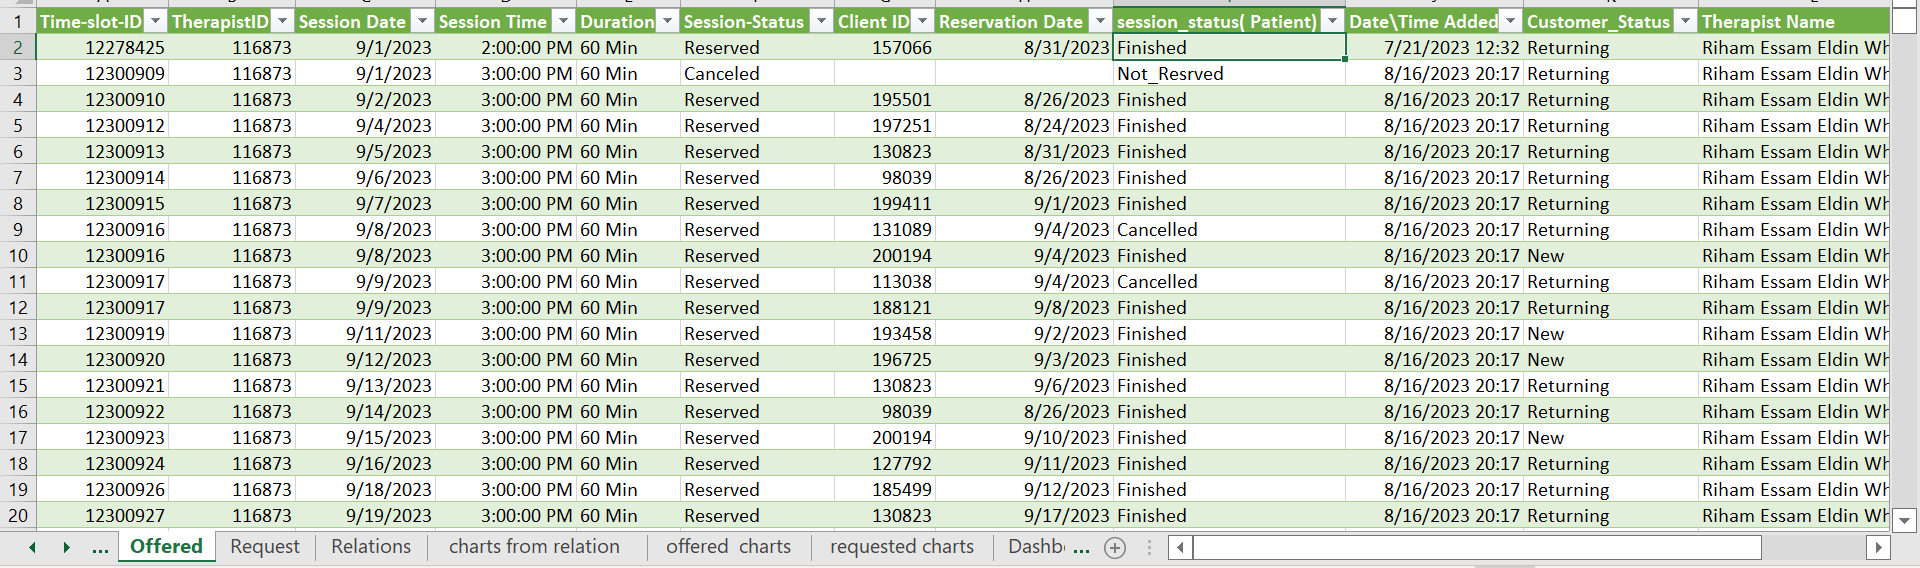 1 Time-slot-ID TherapistID Session Date Session Time Duration Session-Status Client ID Reservation Date session_status( Patient) Date\Time Added Customer_Status Therapist Name
2 12278425 116873 9/1/2023 2:00:00 PM 60 Min Reserved 157066 8/31/2023 Finished 7/21/2023 12:32 Returning Riham Essam Eldin
3 12300909 116873 9/1/2023 3:00:00 PM 60 Min Canceled Not_Resrved 8/16/2023 20:17 Returning Riham Essam Eldin
4 12300910 116873 9/2/2023 3:00:00 PM 60 Min Reserved 195501 8/26/2023 Finished 8/16/2023 20:17 Returning Riham Essam Eldin
5 12300912 116873 9/4/2023 3:00:00 PM 60 Min Reserved 197251 8/24/2023 Finished 8/16/2023 20:17 Returning Riham Essam Eldin
6 12300913 116873 9/5/2023 3:00:00 PM 60 Min Reserved 130823 8/31/2023 Finished 8/16/2023 20:17 Returning Riham Essam Eldin
7 12300914 116873 9/6/2023 3:00:00 PM 60 Min Reserved 98039 8/26/2023 Finished 8/16/2023 20:17 Returning Riham Essam Eldin
8 12300915 116873 9/7/2023 3:00:00 PM 60 Min Reserved 199411 9/1/2023 Finished 8/16/2023 20:17 Returning Riham Essam Eldin
9 12300916 116873 9/8/2023 3:00:00 PM 60 Min Reserved 131089 9/4/2023 Cancelled 8/16/2023 20:17 Returning Riham Essam Eldin
10 12300916 116873 9/8/2023 3:00:00 PM 60 Min Reserved 200194 9/4/2023 Finished 8/16/2023 20:17 New Riham Essam Eldin
11 12300917 116873 9/9/2023 3:00:00 PM 60 Min Reserved 113038 9/4/2023 Cancelled 8/16/2023 20:17 Returning Riham Essam Eldin
12 12300917 116873 9/9/2023 3:00:00 PM 60 Min Reserved 188121 9/8/2023 Finished 8/16/2023 20:17 Returning Riham Essam Eldin
13 12300919 116873 9/11/2023 3:00:00 PM 60 Min Reserved 193458 9/2/2023 Finished 8/16/2023 20:17 New Riham Essam Eldin
14 12300920 116873 9/12/2023 3:00:00 PM 60 Min Reserved 196725 9/3/2023 Finished 8/16/2023 20:17 New Riham Essam Eldin
15 12300921 116873 9/13/2023 3:00:00 PM 60 Min Reserved 130823 9/6/2023 Finished 8/16/2023 20:17 Returning Riham Essam Eldin
16 12300922 116873 9/14/2023 3:00:00 PM 60 Min Reserved 98039 8/26/2023 Finished 8/16/2023 20:17 Returning Riham Essam Eldin
17 12300923 116873 9/15/2023 3:00:00 PM 60 Min Reserved 200194 9/10/2023 Finished 8/16/2023 20:17 New Riham Essam Eldin
18 12300924 116873 9/16/2023 3:00:00 PM 60 Min Reserved 127792 9/11/2023 Finished 8/16/2023 20:17 Returning Riham Essam Eldin
19 12300926 116873 9/18/2023 3:00:00 PM 60 Min Reserved 185499 9/12/2023 Finished 8/16/2023 20:17 Returning Riham Essam Eldin
20 12300927 116873 9/19/2023 3:00:00 PM 60 Min Reserved 130823 9/17/2023 Finished 8/16/2023 20:17 Returning Riham Essam Eldin
... Offered Request Relations charts from relation offered charts requested charts Dashb ...